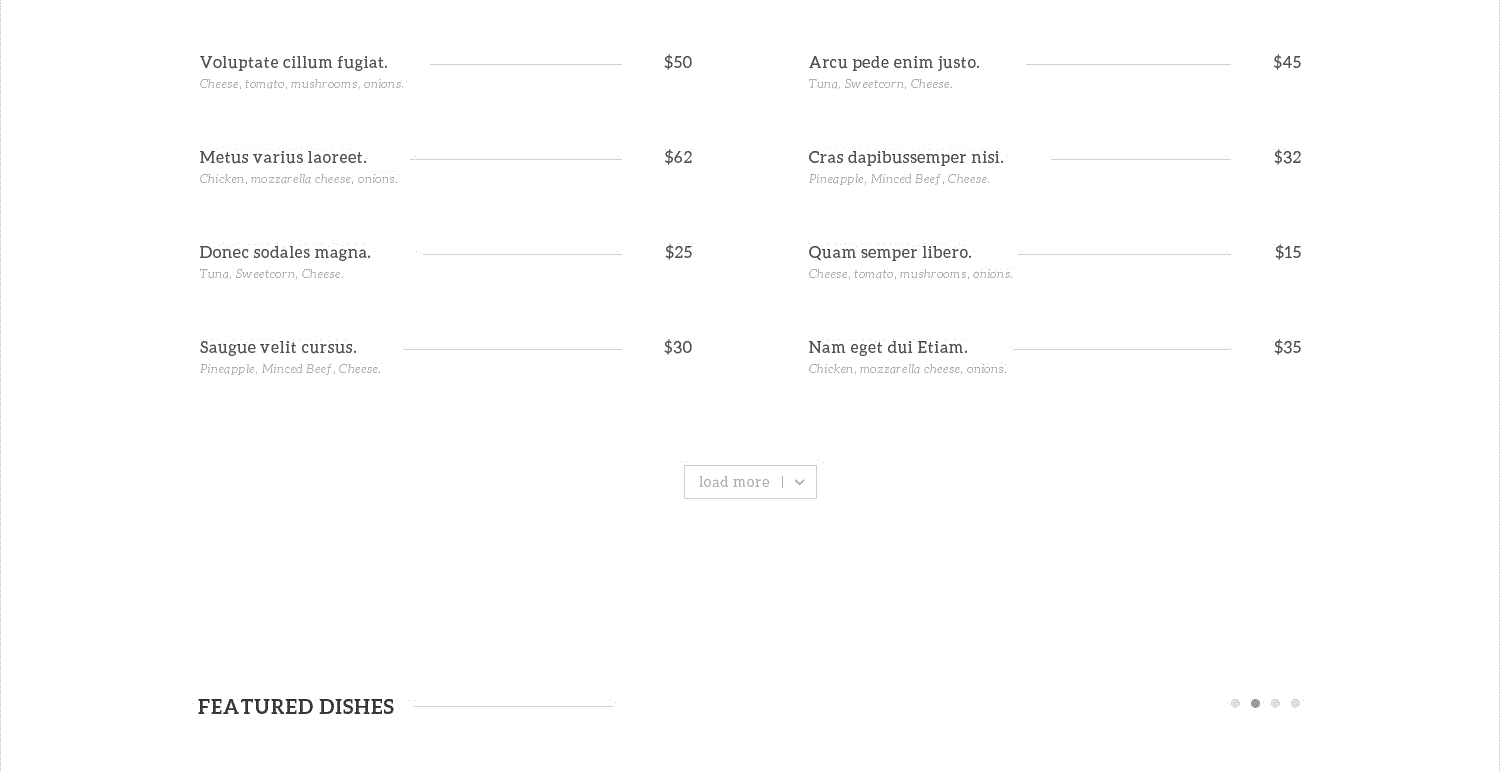 Voluptate cillum fugiat. $50
Cheese, tomato, mushrooms, onions.
Metus varius laoreet. $62
Chicken, mozzarella cheese, onions.
Donec sodales magna. $25
Tuna, Sweetcorn, Cheese.
Saugue velit cursus. $30
Pineapple, Minced Beef, Cheese.
Arcu pede enim justo. $45
Tuna, Sweetcorn, Cheese.
Cras dapibussemper nisi. $32
Pineapple, Minced Beef, Cheese.
Quam semper libero. $15
Cheese, tomato, mushrooms, onions.
Nam eget dui Etiam. $35
Chicken, mozzarella cheese, onions.
load more
FEATURED DISHES